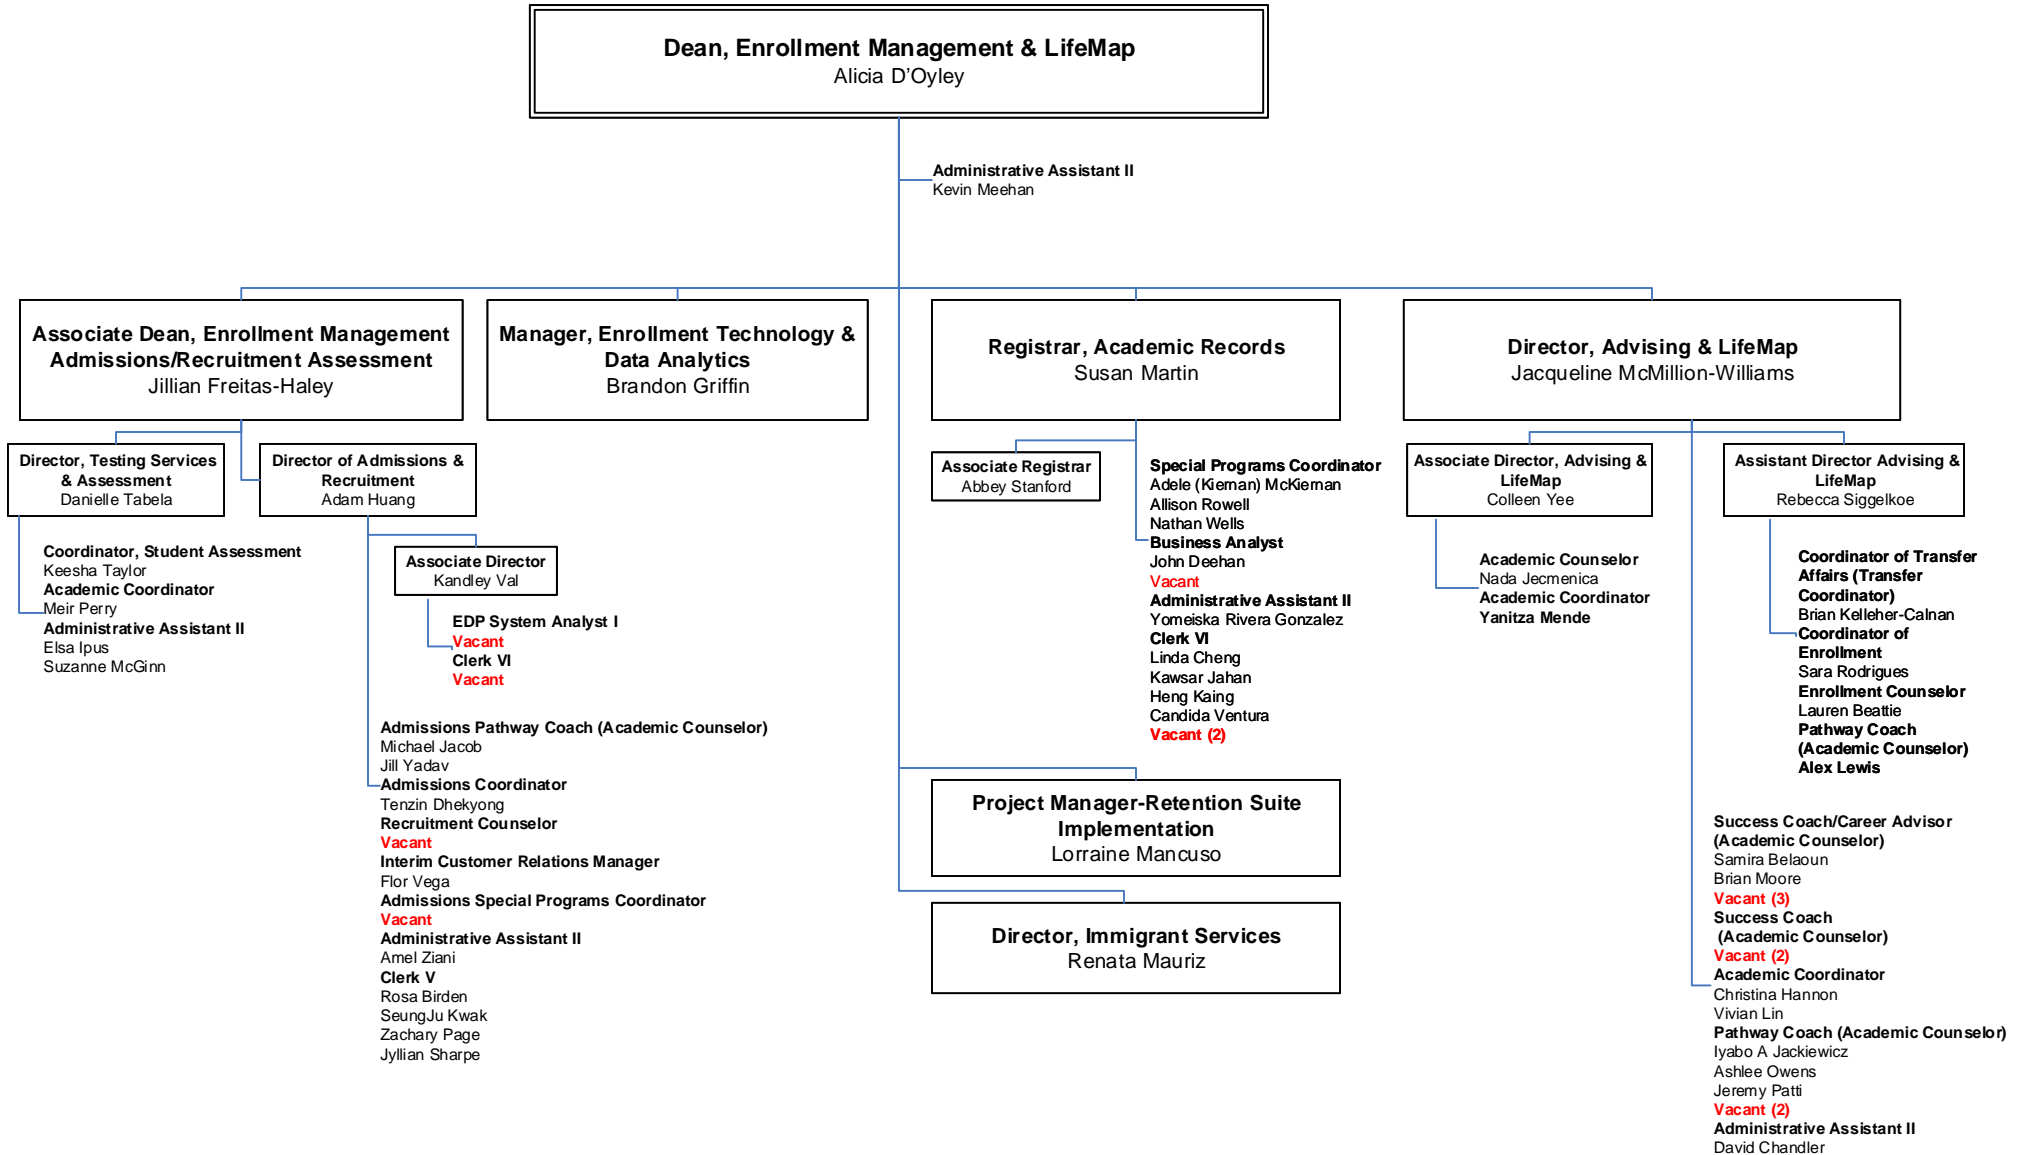 Dean, Enrollment Management & LifeMap
Alicia D'Oyley
Administrative Assistant II
Kevin Meehan
Associate Dean, Enrollment Management
Admissions/Recruitment Assessment
Jillian Freitas-Haley
Manager, Enrollment Technology &
Data Analytics
Brandon Griffin
Registrar, Academic Records
Susan Martin
Director, Advising & LifeMap
Jacqueline McMillion-Williams
Director, Testing Services
& Assessment
Danielle Tabela
Coordinator, Student Assessment
Keesha Taylor
Academic Coordinator
Meir Perry
Administrative Assistant II
Elsa Ipus
Suzanne McGinn
Director of Admissions &
Recruitment
Adam Huang
Associate Director
Kandley Val
EDP System Analyst I
Vacant
Clerk VI
Vacant
Admissions Pathway Coach (Academic Counselor)
Michael Jacob
Jill Yadav
Admissions Coordinator
Tenzin Dhekyong
Recruitment Counselor
Vacant
Interim Customer Relations Manager
Flor Vega
Admissions Special Programs Coordinator
Vacant
Administrative Assistant II
Amel Ziani
Clerk V
Rosa Birden
SeungJu Kwak
Zachary Page
Jyllian Sharpe
Associate Registrar
Abbey Stanford
Special Programs Coordinator
Adele (Kiernan) McKiernan
Allison Rowell
Nathan Wells
Business Analyst
John Deehan
Vacant
Administrative Assistant II
Yomeiska Rivera Gonzalez
Clerk VI
Linda Cheng
Kawsar Jahan
Heng Kaing
Candida Ventura
Vacant (2)
Project Manager-Retention Suite
Implementation
Lorraine Mancuso
Director, Immigrant Services
Renata Mauriz
Associate Director, Advising &
LifeMap
Colleen Yee
Academic Counselor
Nada Jecmenica
Academic Coordinator
Yanitza Mende
Assistant Director Advising &
LifeMap
Rebecca Siggelkoe
Coordinator of Transfer
Affairs (Transfer
Coordinator)
Brian Kelleher-Calnan
Coordinator of
Enrollment
Sara Rodrigues
Enrollment Counselor
Lauren Beattie
Pathway Coach
(Academic Counselor)
Alex Lewis
Success Coach/Career Advisor
(Academic Counselor)
Samira Belaoun
Brian Moore
Vacant (3)
Success Coach
(Academic Counselor)
Vacant (2)
Academic Coordinator
Christina Hannon
Vivian Lin
Pathway Coach (Academic Counselor)
Iyabo A Jackiewicz
Ashlee Owens
Jeremy Patti
Vacant (2)
Administrative Assistant II
David Chandler